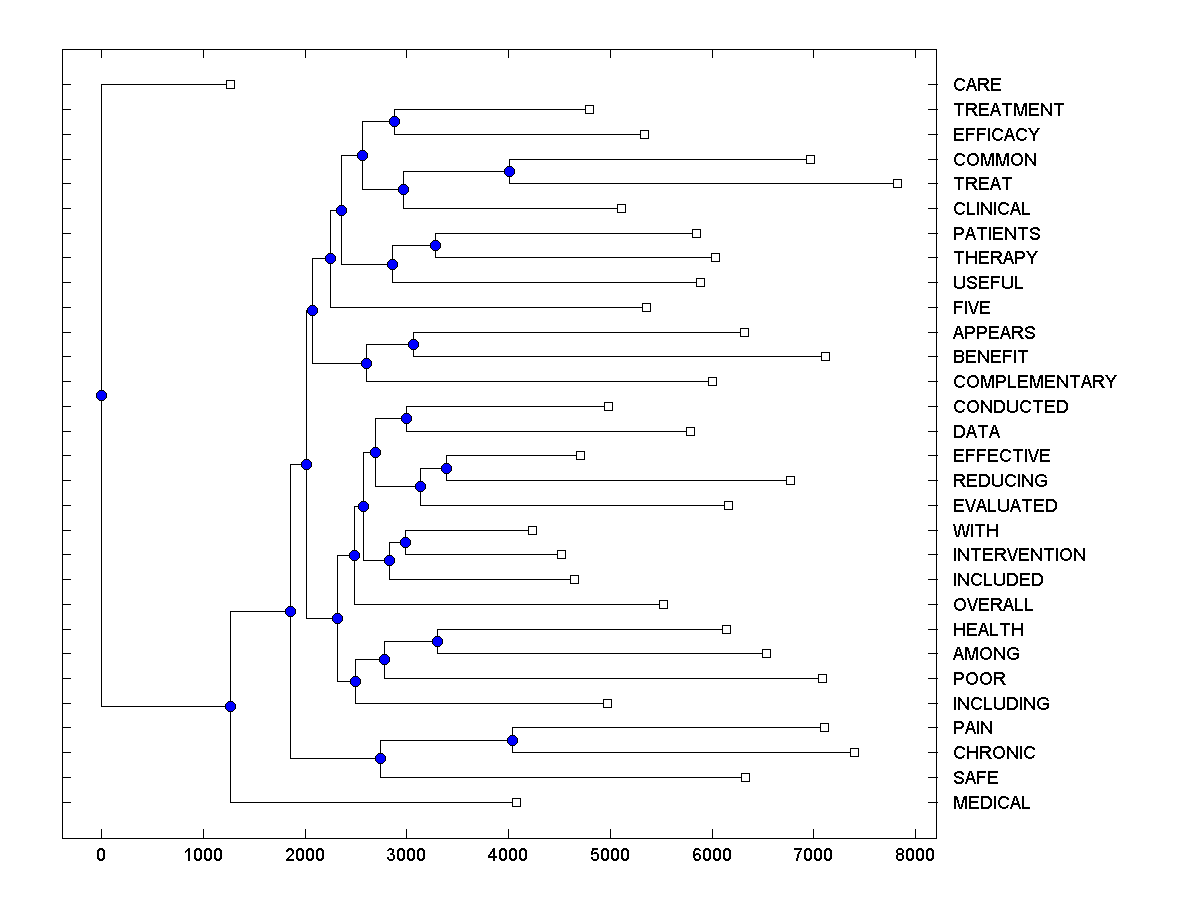 CARE
TREATMENT
EFFICACY
COMMON
TREAT
CLINICAL
PATIENTS
THERAPY
USEFUL
FIVE
APPEARS
BENEFIT
COMPLEMENTARY
CONDUCTED
DATA
EFFECTIVE
REDUCING
EVALUATED
WITH
INTERVENTION
INCLUDED
OVERALL
HEALTH
AMONG
POOR
INCLUDING
PAIN
CHRONIC
SAFE
MEDICAL
0 1000 2000 3000 4000 5000 6000 7000 8000